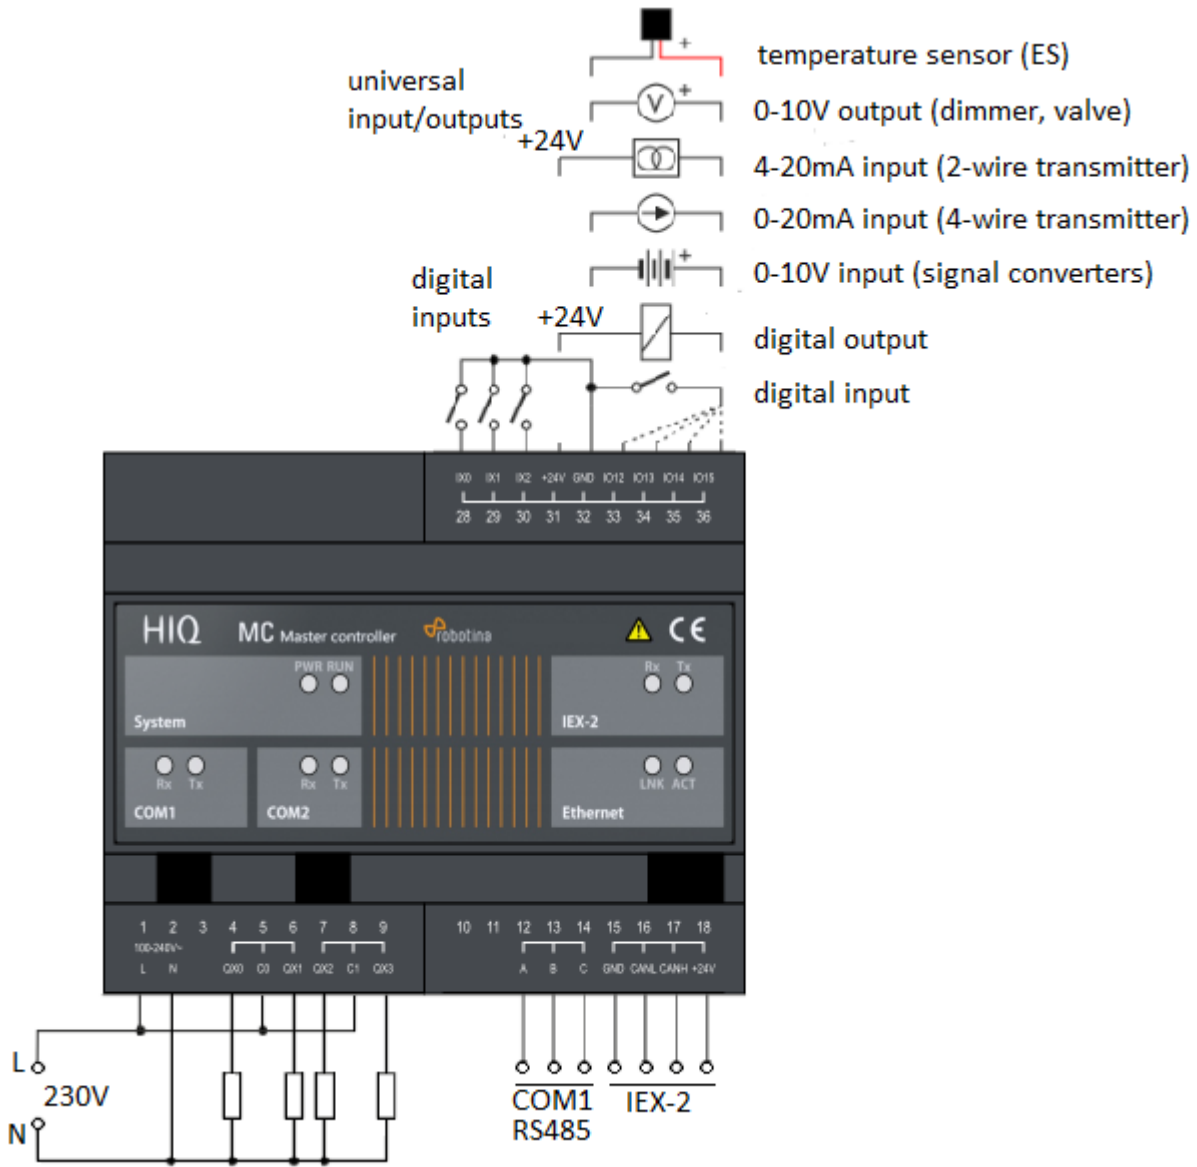 temperature sensor (ES)
universal
input/outputs
0-10V output (dimmer, valve)
+24V
4-20mA input (2-wire transmitter)
0-20mA input (4-wire transmitter)
0-10V input (signal converters)
digital
inputs
+24V
digital output
digital input
IX0 IX1 IX2 +24V GND IO12 IO13 IO14 IO15
28 29 30 31 32 33 34 35 36
HIQ MC Master controller robotina CE
PWR RUN
System
Rx Tx
IEX-2
Rx Tx
COM1
Rx Tx
COM2
LNK ACT
Ethernet
1 2 3 4 5 6 7 8 9
100-240V~
L N QX0 C0 QX1 QX2 C1 QX3
10 11 12 13 14 15 16 17 18
A B C GND CANL CANH +24V
L
230V
N
COM1
RS485
IEX-2